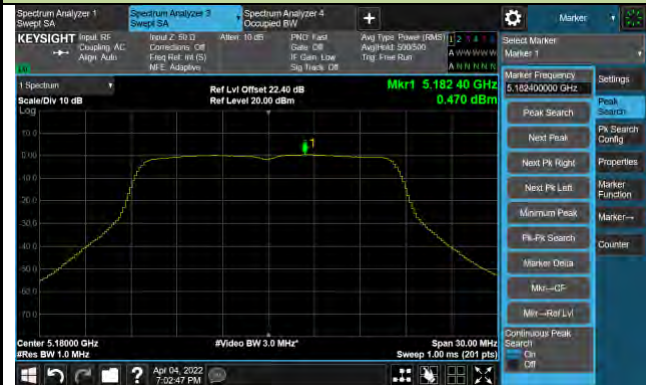 Spectrum Analyzer 1
Swept SA
Spectrum Analyzer 3
Swept SA
Spectrum Analyzer 4
Occupied BW
+
Marker
KEYSIGHT
Input: RF
Coupling: AC
Align: Auto
Input Z: 50 Ω
Corrections: Off
Freq Ref: Int (S)
NFE: Adaptive
Atten: 10 dB
PNO: Fast
Gate: Off
IF Gain: Low
Sig Track: Off
Avg Type: Power (RMS)
Avg|Hold: 500/500
Trig: Free Run
A W W W W W
A N N N N N
Select Marker
Marker 1
1 Spectrum
Scale/Div 10 dB
Log
Ref Lvl Offset 22.40 dB
Ref Level 20.00 dBm
Mkr1 5.182 40 GHz
0.470 dBm
Marker Frequency
5.182400000 GHz
Settings
Peak Search
Next Peak
Next Pk Right
Next Pk Left
Minimum Peak
Pk-Pk Search
Marker Delta
Mkr→CF
Mkr→Ref Lvl
Continuous Peak
Search
On
Off
Peak
Search
Pk Search
Config
Properties
Marker
Function
Marker→
Counter
10.0
0.00
-10.0
-20.0
-30.0
-40.0
-50.0
-60.0
-70.0
1
Center 5.18000 GHz
#Res BW 1.0 MHz
#Video BW 3.0 MHz*
Span 30.00 MHz
Sweep 1.00 ms (201 pts)
Apr 04, 2022
7:02:47 PM